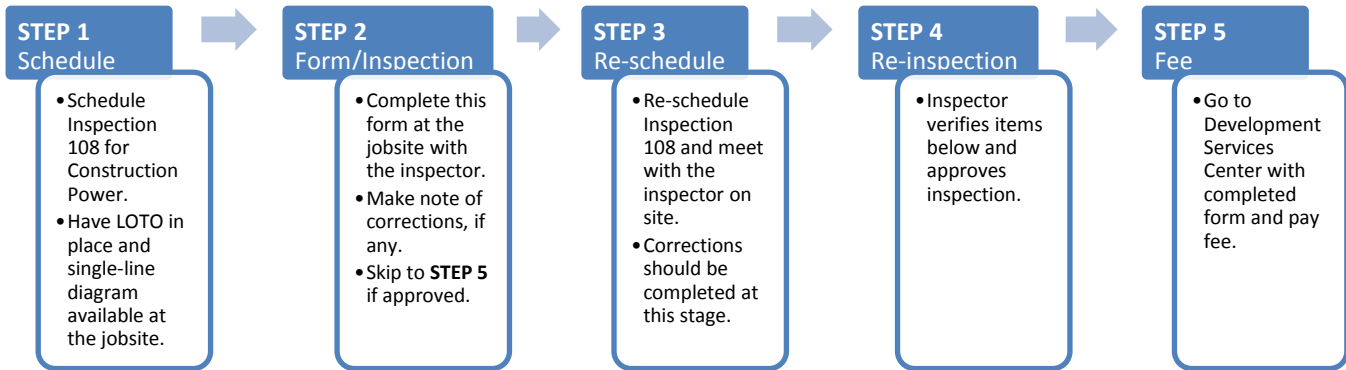 STEP 1
Schedule
• Schedule
Inspection
108 for
Construction
Power.
• Have LOTO in
place and
single-line
diagram
available at
the jobsite.
STEP 2
Form/Inspection
• Complete this
form at the
jobsite with
the inspector.
• Make note of
corrections, if
any.
• Skip to STEP 5
if approved.
STEP 3
Re-schedule
• Re-schedule
Inspection
108 and meet
with the
inspector on
site.
• Corrections
should be
completed at
this stage.
STEP 4
Re-inspection
• Inspector
verifies items
below and
approves
inspection.
STEP 5
Fee
• Go to
Development
Services
Center with
completed
form and pay
fee.